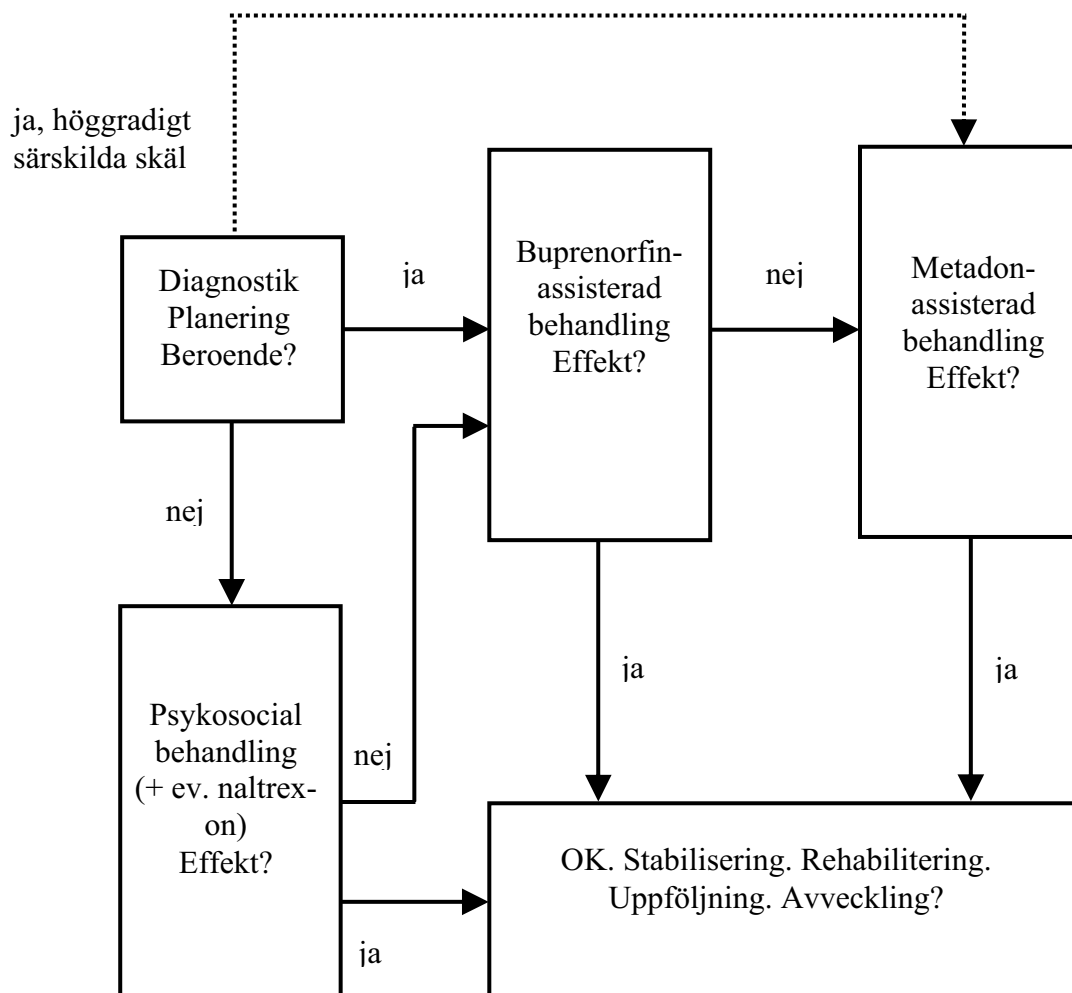 ja, höggradigt
särskilda skäl
Diagnostik
Planering
Beroende?
ja
Buprenorfin-
assisterad
behandling
Effekt?
nej
Metadon-
assisterad
behandling
Effekt?
nej
ja
ja
Psykosocial
behandling
(+ ev. naltrex-
on)
Effekt?
nej
ja
OK. Stabilisering. Rehabilitering.
Uppföljning. Avveckling?